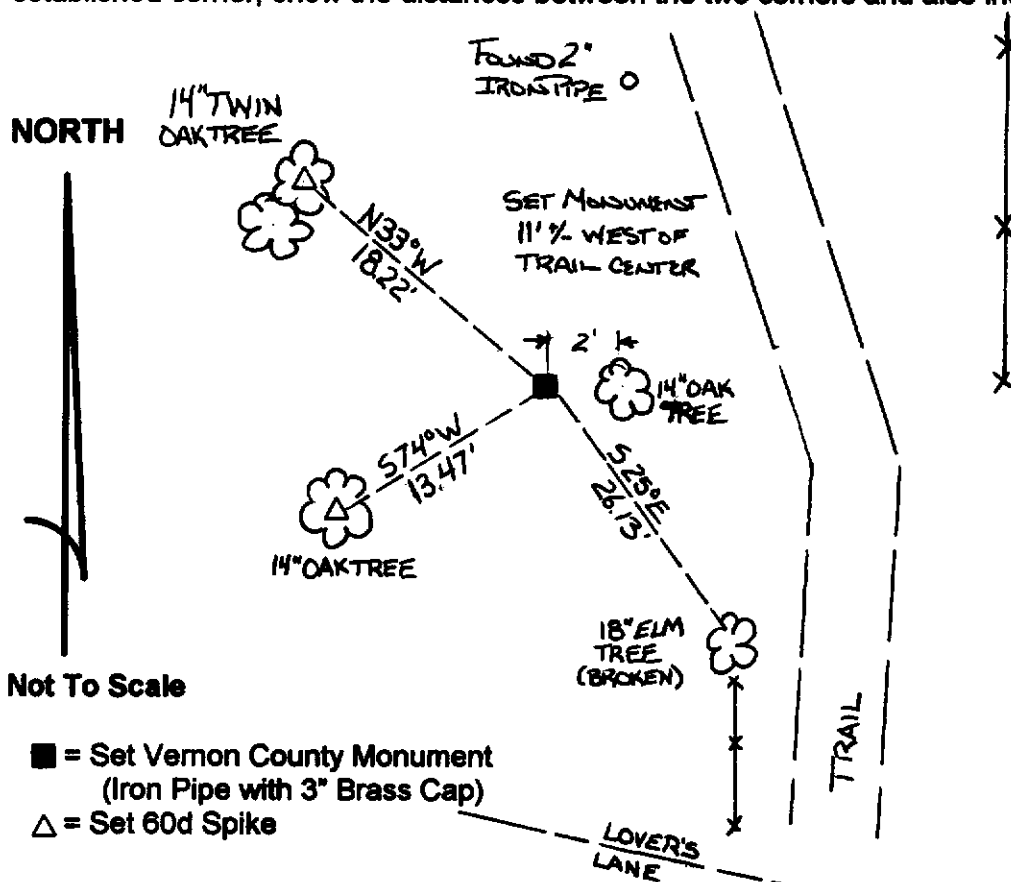 FOUND 2"
IRON PIPE
14" TWIN
OAK TREE
NORTH
SET MONUMENT
11' +/- WEST OF
TRAIL CENTER
N33°W
18.22'
2'
14" OAK
TREE
S74°W
13.47'
S25°E
26.13'
14" OAK TREE
18" ELM
TREE
(BROKEN)
Not To Scale
TRAIL
= Set Vernon County Monument
(Iron Pipe with 3" Brass Cap)
= Set 60d Spike
LOVER'S
LANE